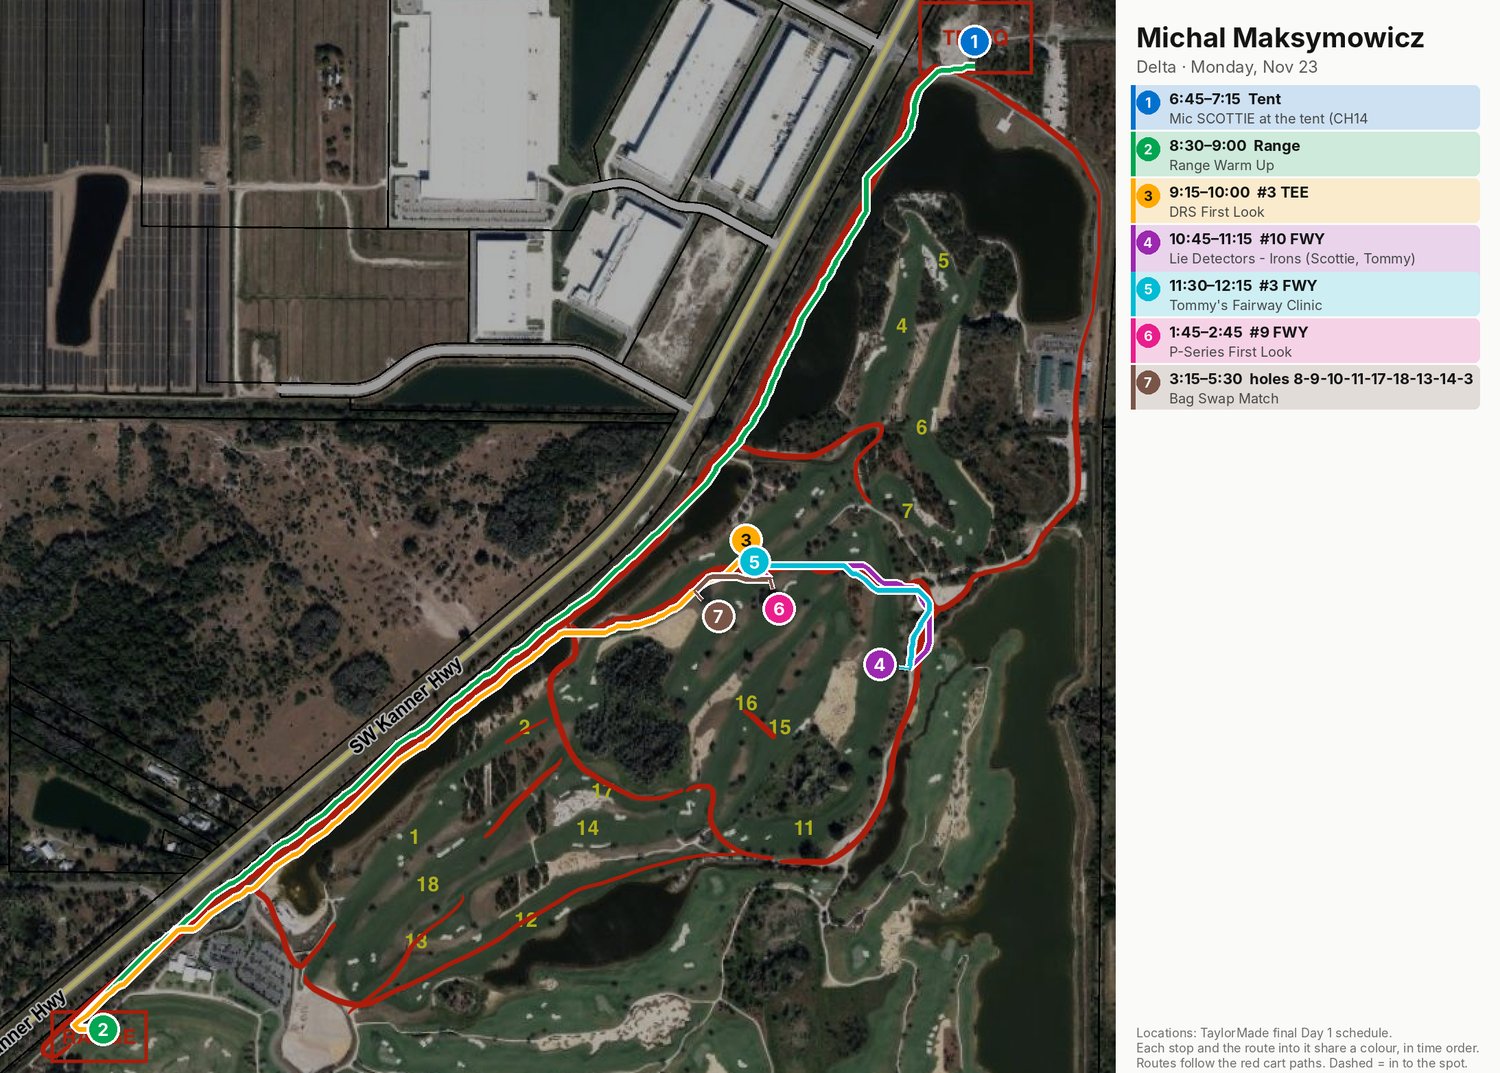 Michal Maksymowicz
Delta · Monday, Nov 23
1
6:45–7:15 Tent
Mic SCOTTIE at the tent (CH14
2
8:30–9:00 Range
Range Warm Up
3
9:15–10:00 #3 TEE
DRS First Look
4
10:45–11:15 #10 FWY
Lie Detectors - Irons (Scottie, Tommy)
5
11:30–12:15 #3 FWY
Tommy's Fairway Clinic
6
1:45–2:45 #9 FWY
P-Series First Look
7
3:15–5:30 holes 8-9-10-11-17-18-13-14-3
Bag Swap Match
1
5
4
6
7
3
5
6
7
4
SW Kanner Hwy
2
16
15
17
14
11
1
18
12
13
nner Hwy
2
Locations: TaylorMade final Day 1 schedule.
Each stop and the route into it share a colour, in time order.
Routes follow the red cart paths. Dashed = in to the spot.